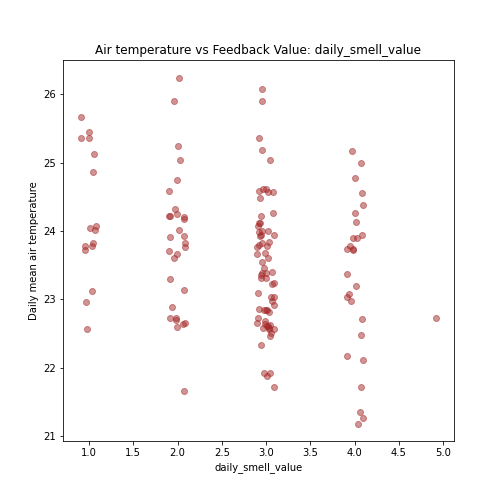 Air temperature vs Feedback Value: daily_smell_value
Daily mean air temperature
26
25
24
23
22
21
1.0 1.5 2.0 2.5 3.0 3.5 4.0 4.5 5.0
daily_smell_value